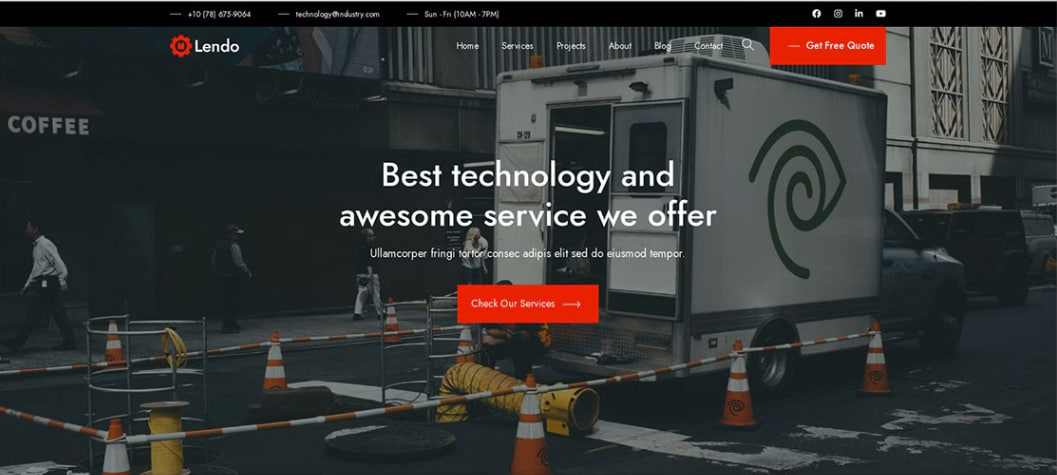 +10 (78) 675-9064
technology@industry.com
Sun - Fri (10AM - 7PM)
Lendo
Home Services Projects About Blog Contact
Get Free Quote
COFFEE
Best technology and
awesome service we offer
Ullamcorper fringi tortor consec adipis elit sed do eiusmod tempor.
Check Our Services